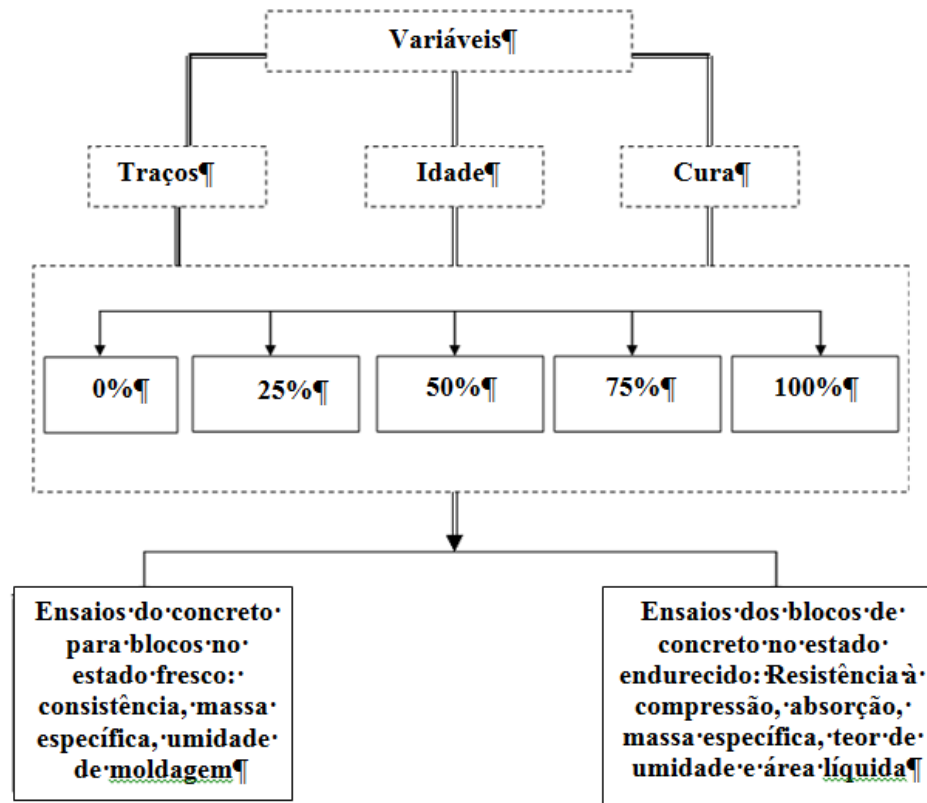 Variáveis¶
Traços¶
Idade¶
Cura¶
0%¶
25%¶
50%¶
75%¶
100%¶
Ensaios·do·concreto·
para·blocos·no·
estado·fresco:·
consistência,·massa·
específica,·umidade·
de·moldagem¶
Ensaios·dos·blocos·de·
concreto·no·estado·
endurecido:·Resistência·à·
compressão,·absorção,·
massa·específica,·teor·de·
umidade·e·área·líquida¶